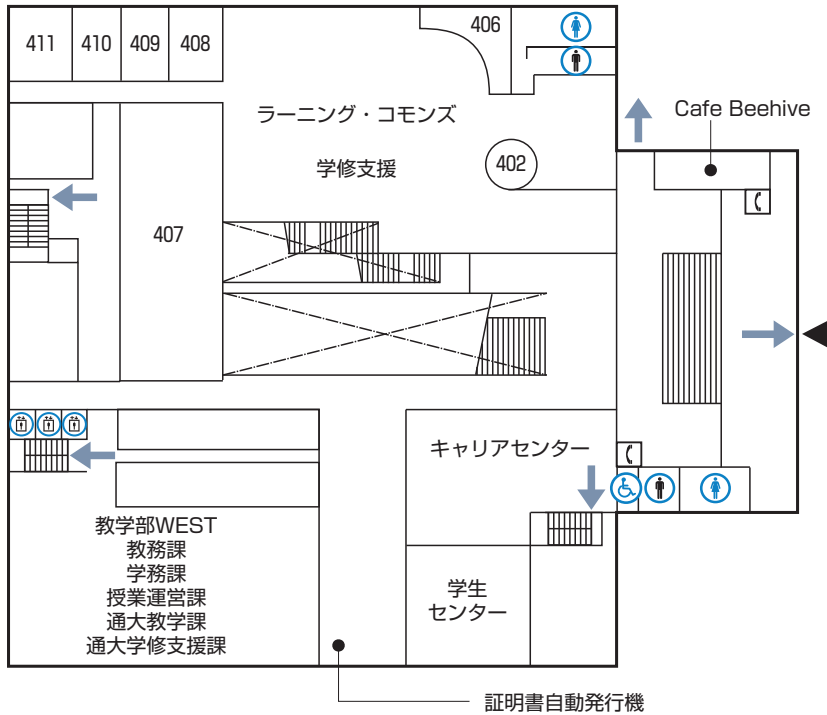 411
410
409
408
406
ラーニング・コモンズ
Cafe Beehive
学修支援
402
407
キャリアセンター
教学部WEST
教務課
学務課
授業運営課
通大教学課
通大学修支援課
学生
センター
証明書自動発行機